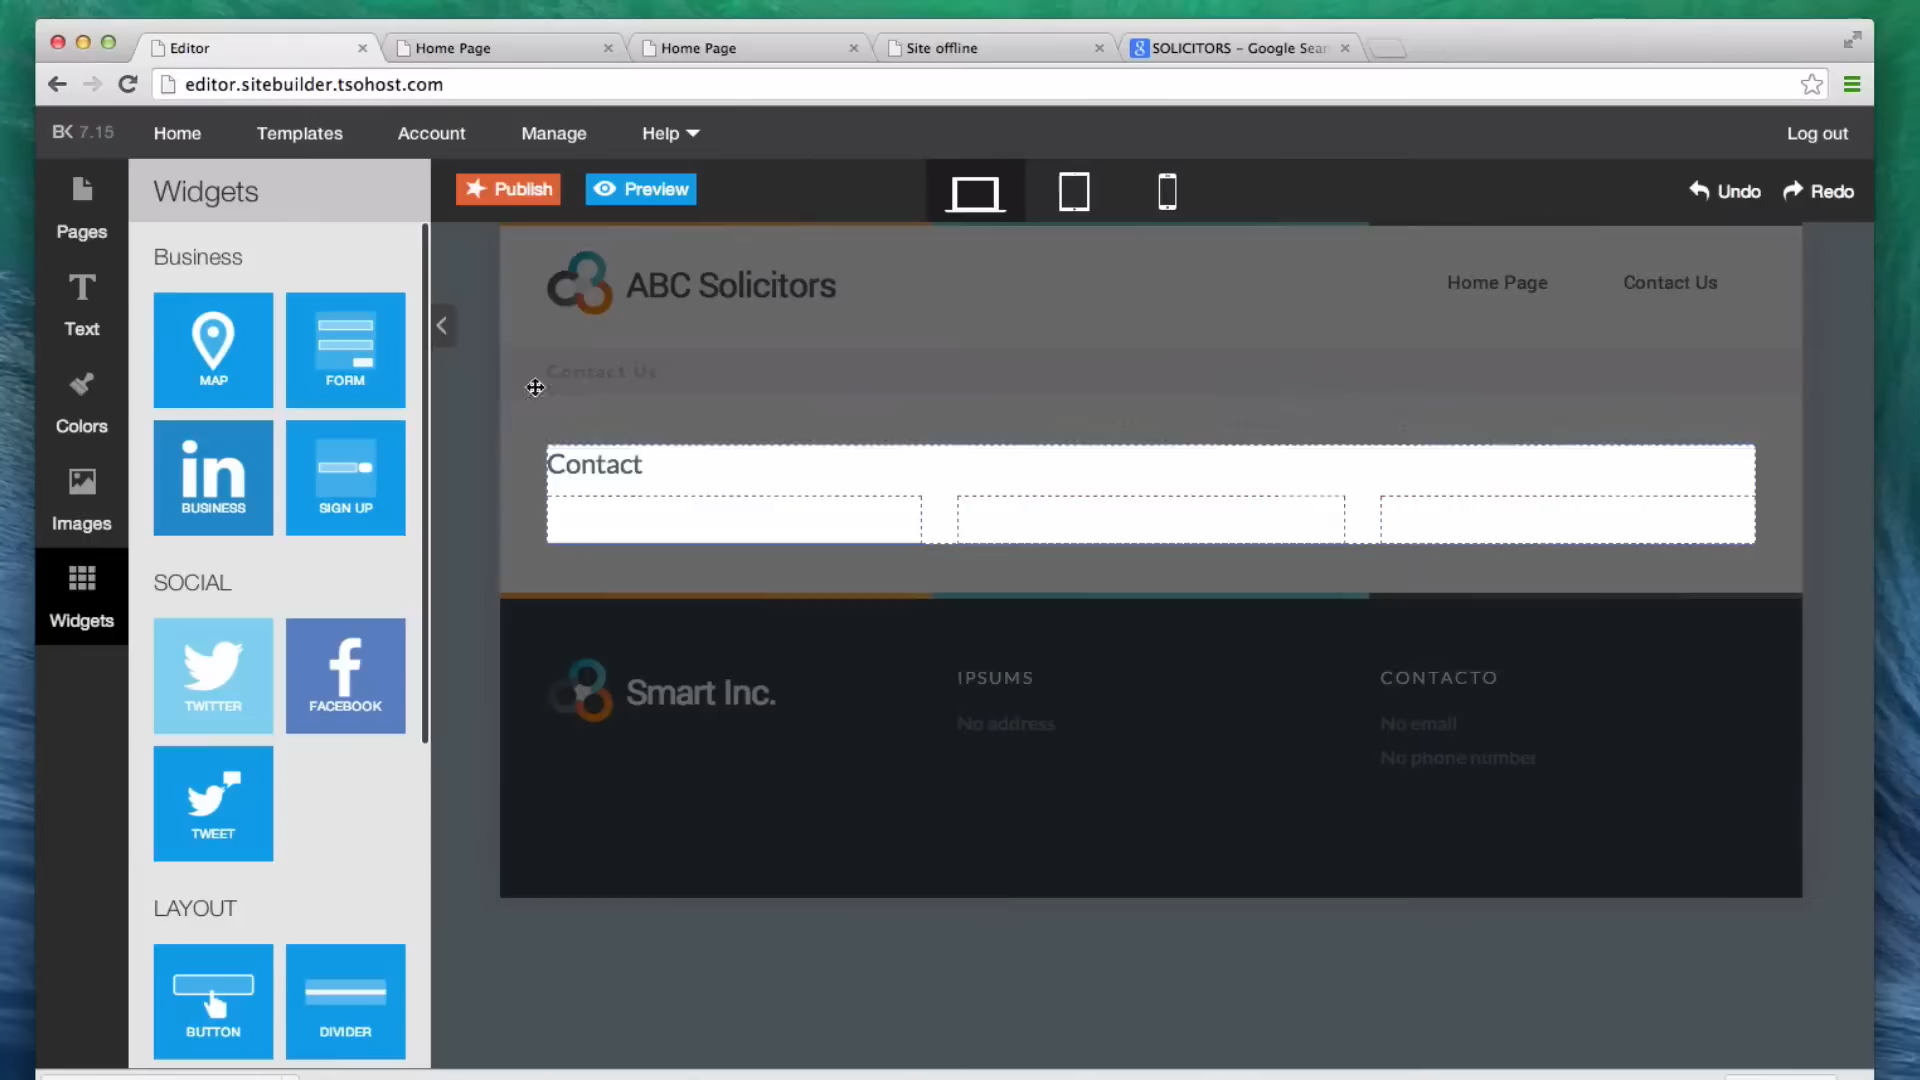 Editor
Home Page
Home Page
Site offline
SOLICITORS – Google Sear
editor.sitebuilder.tsohost.com
BK 7.15
Home
Templates
Account
Manage
Help
Log out
Pages
Text
Colors
Images
Widgets
Widgets
Business
MAP
FORM
in
BUSINESS
SIGN UP
SOCIAL
TWITTER
FACEBOOK
TWEET
LAYOUT
BUTTON
DIVIDER
Publish
Preview
Undo
Redo
ABC Solicitors
Home Page
Contact Us
Contact Us
Contact
Smart Inc.
IPSUMS
No address
CONTACTO
No email
No phone number